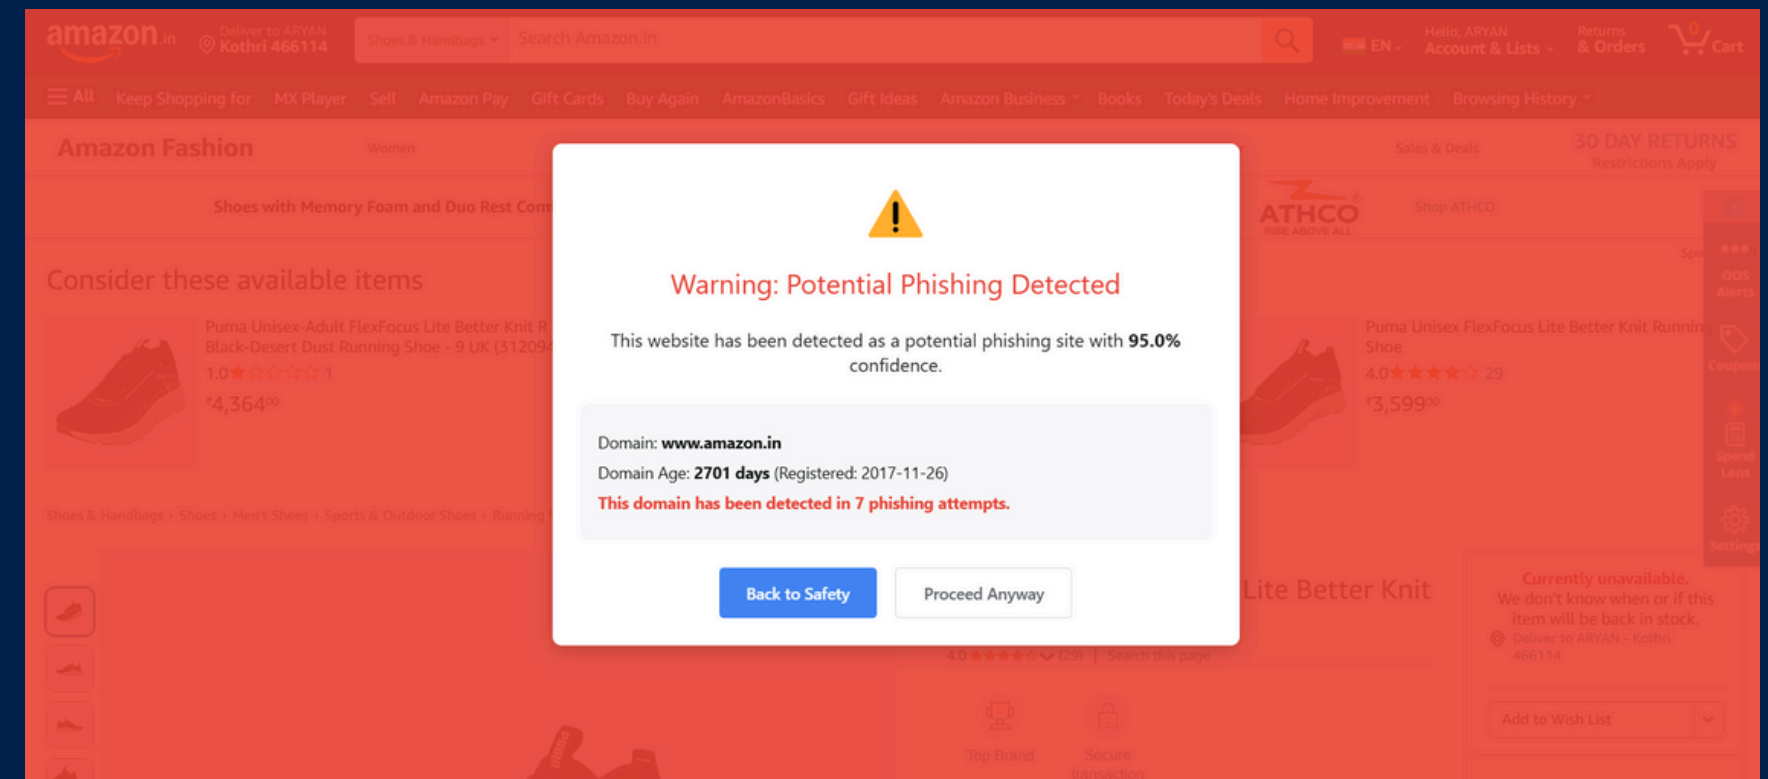 amazon.in
Deliver to ARYAN
Kothri 466114
Shoes & Handbags
Search Amazon.in
EN
Hello, ARYAN
Account & Lists
Returns
& Orders
0
Cart
All
Keep Shopping for
MX Player
Sell
Amazon Pay
Gift Cards
Buy Again
AmazonBasics
Gift Ideas
Amazon Business
Books
Today's Deals
Home Improvement
Browsing History
Amazon Fashion
Women
Sales & Deals
30 DAY RETURNS
Restrictions Apply
Shoes with Memory Foam and Duo Rest
ATHCO
RISE ABOVE ALL
Shop ATHCO
Consider these available items
Puma Unisex-Adult FlexFocus Lite Better Knit R
Black-Desert Dust Running Shoe - 9 UK (312094
1.0 1
₹4,36400
Warning: Potential Phishing Detected
This website has been detected as a potential phishing site with 95.0%
confidence.
Domain: www.amazon.in
Domain Age: 2701 days (Registered: 2017-11-26)
This domain has been detected in 7 phishing attempts.
Back to Safety
Proceed Anyway
Puma Unisex FlexFocus Lite Better Knit Runnin
Shoe
4.0 29
₹3,59900
OOS
Alerts
Coupon
Spend
Lens
Settings
Shoes & Handbags › Shoes › Men's Shoes › Sports & Outdoor Shoes › Running
Lite Better Knit
4.0 (29) | Search this page
Top Brand
Secure
transaction
Currently unavailable.
We don't know when or if this
item will be back in stock.
Deliver to ARYAN - Kothri
466114
Add to Wish List
PUMA